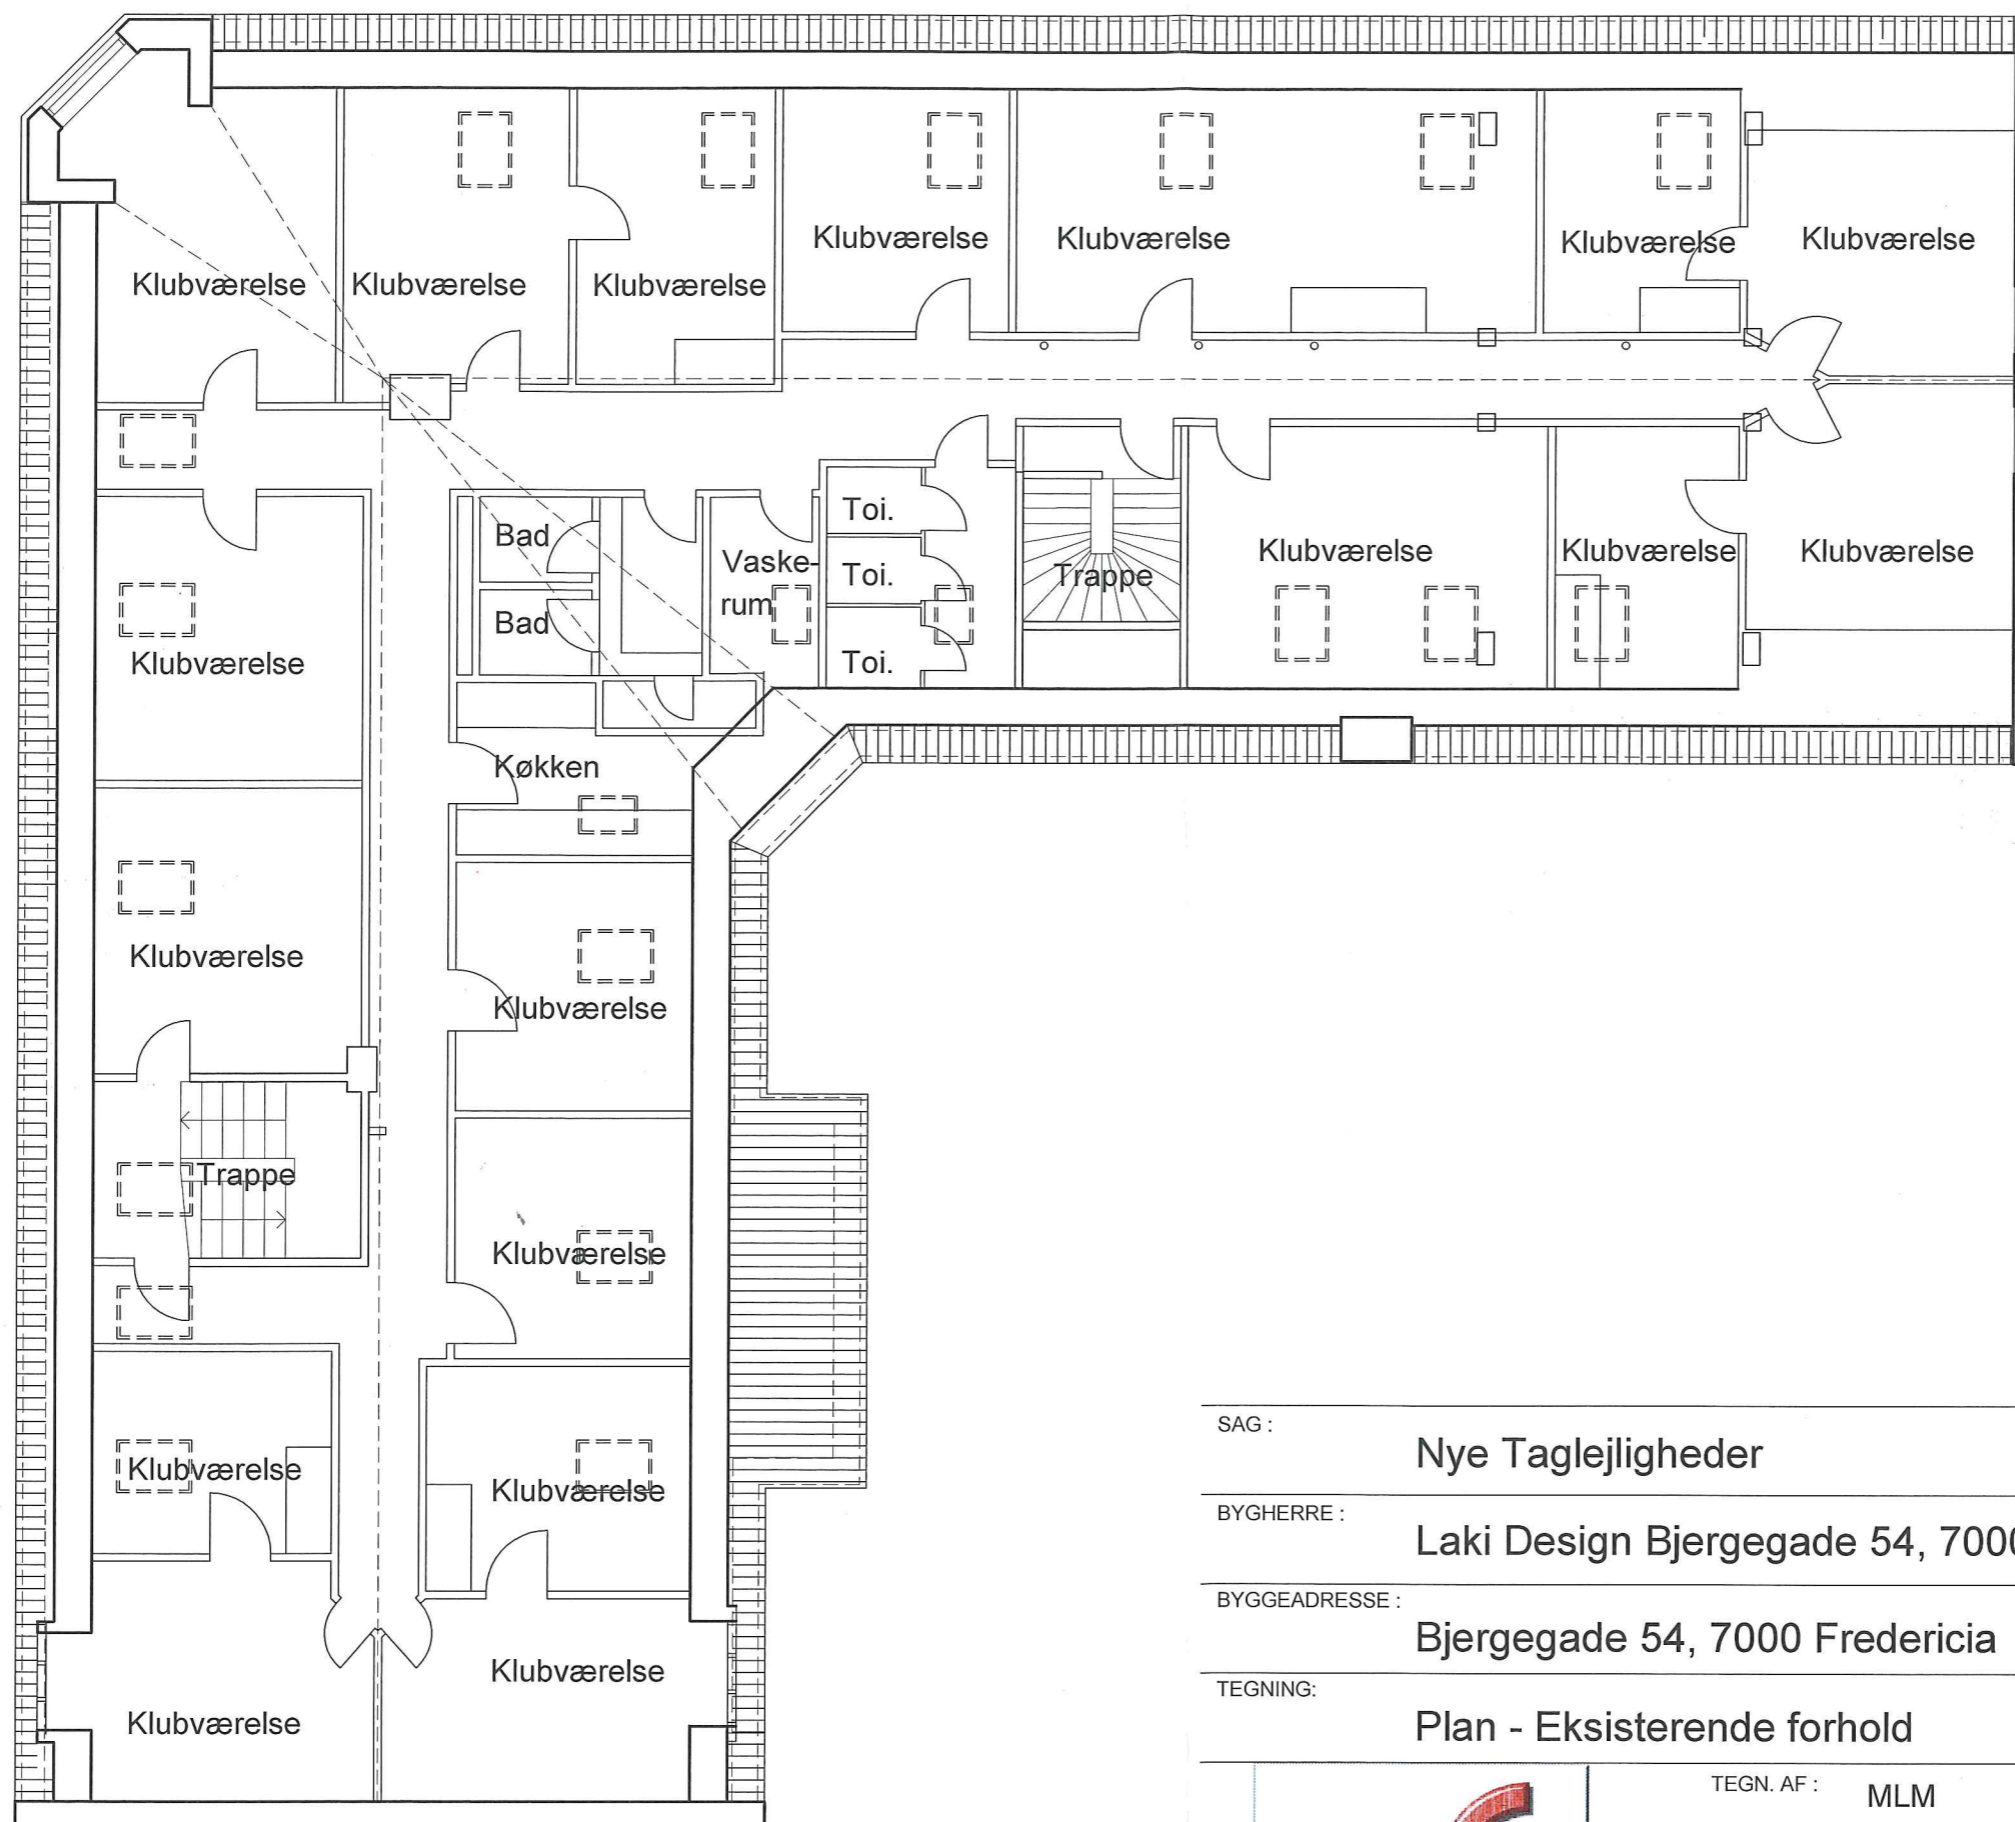 Klubværelse
Klubværelse
Klubværelse
Klubværelse
Klubværelse
Klubværelse
Klubværelse
Bad
Bad
Vaske-
rum
Toi.
Toi.
Toi.
Trappe
Klubværelse
Klubværelse
Klubværelse
Klubværelse
Køkken
Klubværelse
Klubværelse
Trappe
Klubværelse
Klubværelse
Klubværelse
Klubværelse
Klubværelse
SAG :
Nye Taglejligheder
BYGHERRE :
Laki Design Bjergegade 54, 7000
BYGGEADRESSE :
Bjergegade 54, 7000 Fredericia
TEGNING:
Plan - Eksisterende forhold
TEGN. AF :
MLM